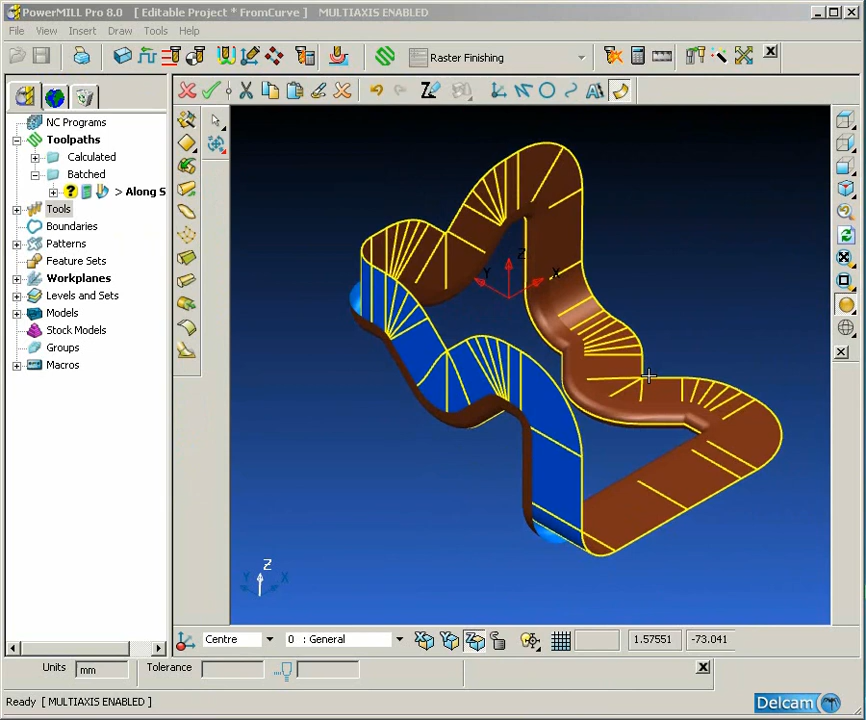 PowerMILL Pro 8.0 [ Editable Project * FromCurve ] MULTIAXIS ENABLED
File View Insert Draw Tools Help
Raster Finishing
NC Programs
Toolpaths
Calculated
Batched
> Along S
Tools
Boundaries
Patterns
Feature Sets
Workplanes
Levels and Sets
Models
Stock Models
Groups
Macros
Z
Y X
Z
Y X
Centre 0 : General 1.57551 -73.041
Units mm Tolerance
Ready [ MULTIAXIS ENABLED ] Delcam